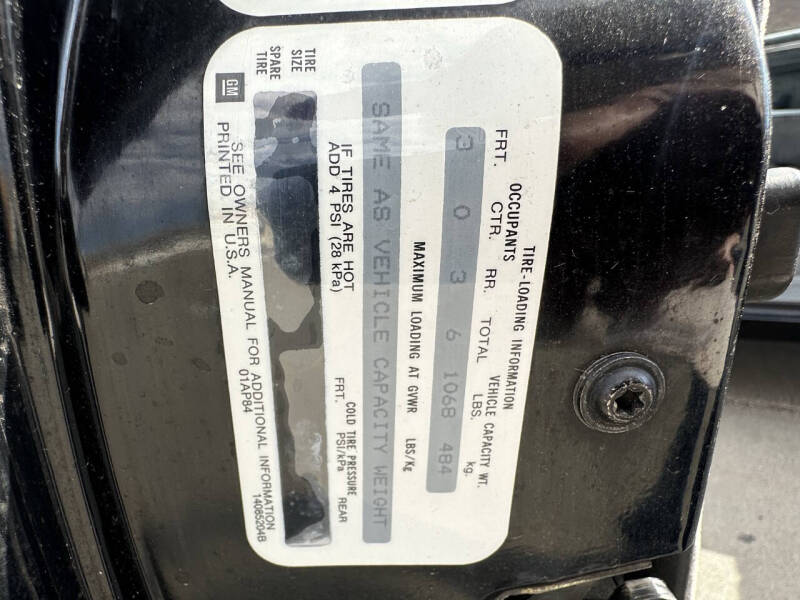 TIRE-LOADING INFORMATION
OCCUPANTS VEHICLE CAPACITY WT.
FRT. CTR. RR. TOTAL LBS. kg.
3 0 3 6 1068 484
MAXIMUM LOADING AT GVWR LBS/Kg
SAME AS VEHICLE CAPACITY WEIGHT
IF TIRES ARE HOT
ADD 4 PSI (28 kPa)
COLD TIRE PRESSURE
PSI/kPa
TIRE
SIZE
FRT. REAR
SPARE
TIRE
GM
SEE OWNERS MANUAL FOR ADDITIONAL INFORMATION
PRINTED IN U.S.A. 01AP84 14085204B